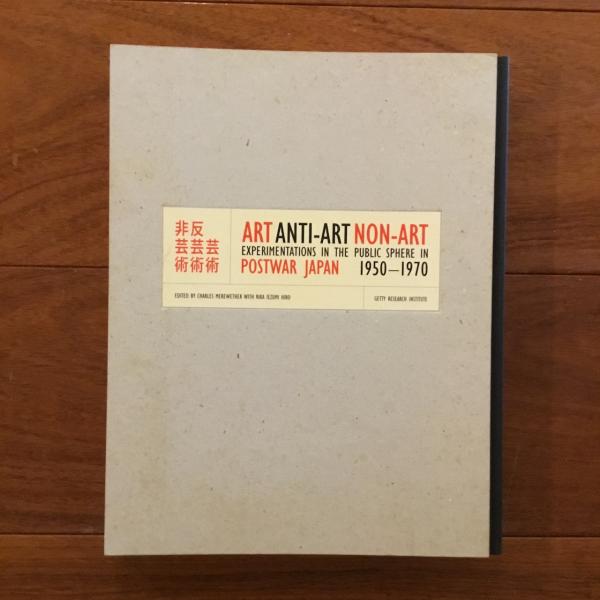 芸術
反芸術
非芸術
ART ANTI-ART NON-ART
EXPERIMENTATIONS IN THE PUBLIC SPHERE IN
POSTWAR JAPAN 1950—1970
EDITED BY CHARLES MEREWETHER WITH RIKA IEZUMI HIRO
GETTY RESEARCH INSTITUTE